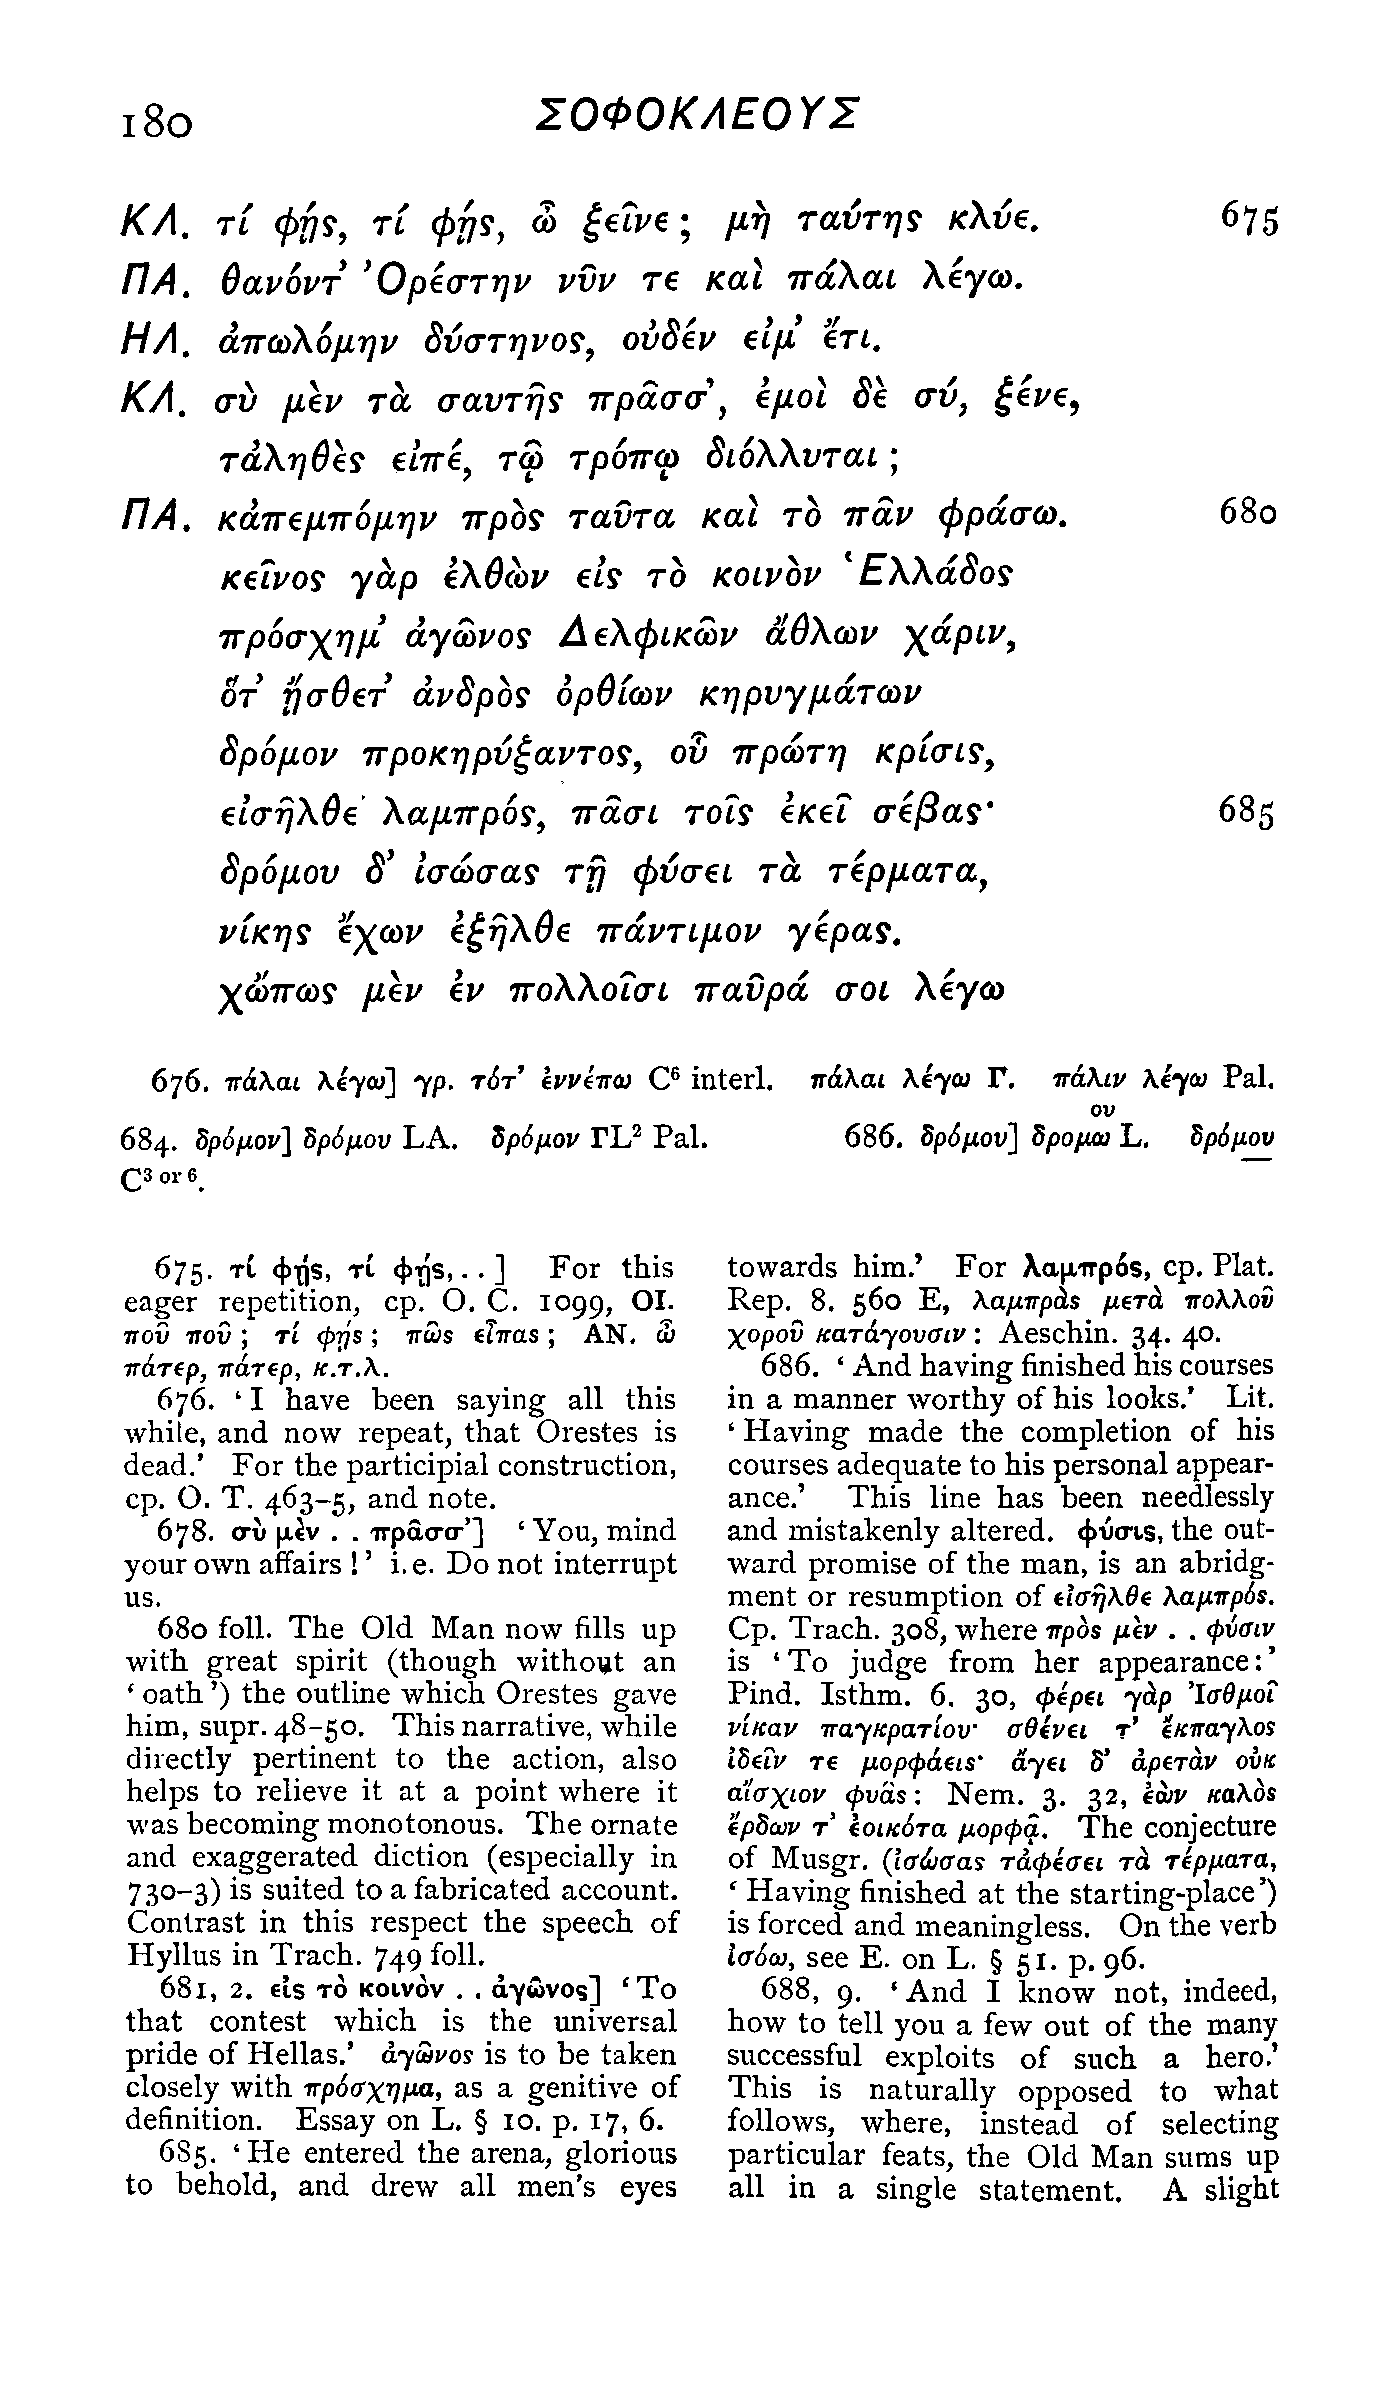 180
ΣΟΦΟΚΛΕΟΥΣ
ΚΛ. τί φῄς, τί φῄς, ὦ ξεῖνε; μὴ ταύτης κλύε. 675
ΠΑ. θανόντ’ Ὀρέστην νῦν τε καὶ πάλαι λέγω.
ΗΛ. ἀπωλόμην δύστηνος, οὐδέν εἰμ’ ἔτι.
ΚΛ. σὺ μὲν τὰ σαυτῆς πρᾶσσ’, ἐμοὶ δὲ σύ, ξένε,
τἀληθὲς εἰπέ, τῷ τρόπῳ διόλλυται;
ΠΑ. κἀπεμπόμην πρὸς ταῦτα καὶ τὸ πᾶν φράσω. 680
κεῖνος γὰρ ἐλθὼν εἰς τὸ κοινὸν Ἑλλάδος
πρόσχημ’ ἀγῶνος Δελφικῶν ἄθλων χάριν,
ὅτ’ ᾔσθετ’ ἀνδρὸς ὀρθίων κηρυγμάτων
δρόμον προκηρύξαντος, οὗ πρώτη κρίσις,
εἰσῆλθε λαμπρός, πᾶσι τοῖς ἐκεῖ σέβας· 685
δρόμου δ’ ἰσώσας τῇ φύσει τὰ τέρματα,
νίκης ἔχων ἐξῆλθε πάντιμον γέρας.
χὤπως μὲν ἐν πολλοῖσι παῦρά σοι λέγω
676. πάλαι λέγω] γρ. τότ’ ἐννέπω C⁶ interl. πάλαι λέγω Γ. πάλιν λέγω Pal.
ου
684. δρόμον] δρόμου LA. δρόμον ΓL² Pal. 686. δρόμου] δρομω L. δρόμου
C³ ᵒʳ ⁶.
675. τί φῄς, τί φῄς,..] For this
eager repetition, cp. O. C. 1099, ΟΙ.
ποῦ ποῦ; τί φῄς; πῶς εἶπας; ΑΝ. ὦ
πάτερ, πάτερ, κ.τ.λ.
676. ‘I have been saying all this
while, and now repeat, that Orestes is
dead.’ For the participial construction,
cp. O. T. 463–5, and note.
678. σὺ μὲν . . πρᾶσσ’] ‘You, mind
your own affairs!’ i.e. Do not interrupt
us.
680 foll. The Old Man now fills up
with great spirit (though without an
‘oath’) the outline which Orestes gave
him, supr. 48–50. This narrative, while
directly pertinent to the action, also
helps to relieve it at a point where it
was becoming monotonous. The ornate
and exaggerated diction (especially in
730–3) is suited to a fabricated account.
Contrast in this respect the speech of
Hyllus in Trach. 749 foll.
681, 2. εἰς τὸ κοινὸν . . ἀγῶνος] ‘To
that contest which is the universal
pride of Hellas.’ ἀγῶνος is to be taken
closely with πρόσχημα, as a genitive of
definition. Essay on L. § 10. p. 17, 6.
685. ‘He entered the arena, glorious
to behold, and drew all men’s eyes
towards him.’ For λαμπρός, cp. Plat.
Rep. 8. 560 E, λαμπρὰς μετὰ πολλοῦ
χοροῦ κατάγουσιν: Aeschin. 34. 40.
686. ‘And having finished his courses
in a manner worthy of his looks.’ Lit.
‘Having made the completion of his
courses adequate to his personal appear-
ance.’ This line has been needlessly
and mistakenly altered. φύσις, the out-
ward promise of the man, is an abridg-
ment or resumption of εἰσῆλθε λαμπρός.
Cp. Trach. 308, where πρὸς μὲν . . φύσιν
is ‘To judge from her appearance:’
Pind. Isthm. 6. 30, φέρει γὰρ Ἰσθμοῖ
νίκαν παγκρατίου· σθένει τ’ ἔκπαγλος
ἰδεῖν τε μορφάεις· ἄγει δ’ ἀρετὰν οὐκ
αἴσχιον φυᾶς: Nem. 3. 32, ἐὼν καλὸς
ἔρδων τ’ ἐοικότα μορφᾷ. The conjecture
of Musgr. (ἰσώσας τἀφέσει τὰ τέρματα,
‘Having finished at the starting-place’)
is forced and meaningless. On the verb
ἰσόω, see E. on L. § 51. p. 96.
688, 9. ‘And I know not, indeed,
how to tell you a few out of the many
successful exploits of such a hero.’
This is naturally opposed to what
follows, where, instead of selecting
particular feats, the Old Man sums up
all in a single statement. A slight